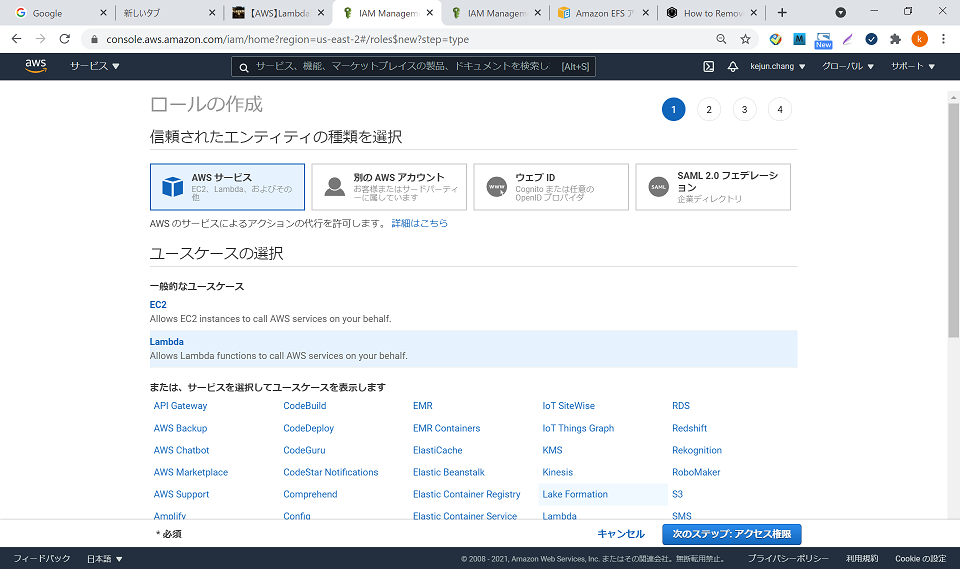 Google
新しいタブ
【AWS】Lambda
IAM Managem
IAM Managem
Amazon EFS ア
How to Remov
console.aws.amazon.com/iam/home?region=us-east-2#/roles$new?step=type
New
k
aws
サービス
サービス、機能、マーケットプレイスの製品、ドキュメントを検索し
[Alt+S]
kejun.chang
グローバル
サポート
ロールの作成
1
2
3
4
信頼されたエンティティの種類を選択
AWS サービス
EC2、Lambda、およびその
他
別の AWS アカウント
お客様またはサードパーティ
ーに属しています
www
ウェブ ID
Cognito または任意の
OpenID プロバイダ
SAML
SAML 2.0 フェデレーシ
ョン
企業ディレクトリ
AWS のサービスによるアクションの代行を許可します。 詳細はこちら
ユースケースの選択
一般的なユースケース
EC2
Allows EC2 instances to call AWS services on your behalf.
Lambda
Allows Lambda functions to call AWS services on your behalf.
または、サービスを選択してユースケースを表示します
API Gateway
CodeBuild
EMR
IoT SiteWise
RDS
AWS Backup
CodeDeploy
EMR Containers
IoT Things Graph
Redshift
AWS Chatbot
CodeGuru
ElastiCache
KMS
Rekognition
AWS Marketplace
CodeStar Notifications
Elastic Beanstalk
Kinesis
RoboMaker
AWS Support
Comprehend
Elastic Container Registry
Lake Formation
S3
Amplify
Config
Elastic Container Service
Lambda
SMS
* 必須
キャンセル
次のステップ: アクセス権限
フィードバック
日本語
© 2008 - 2021, Amazon Web Services, Inc. またはその関連会社。無断転用禁止。
プライバシーポリシー
利用規約
Cookie の設定